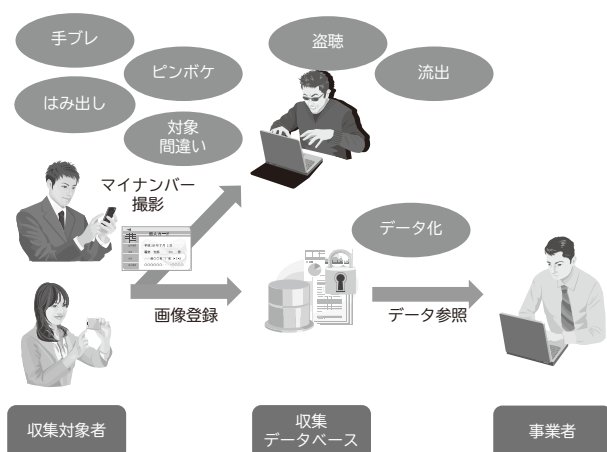 手ブレ
ピンボケ
はみ出し
対象
間違い
盗聴
流出
マイナンバー
撮影
データ化
画像登録
データ参照
収集対象者
収集
データベース
事業者